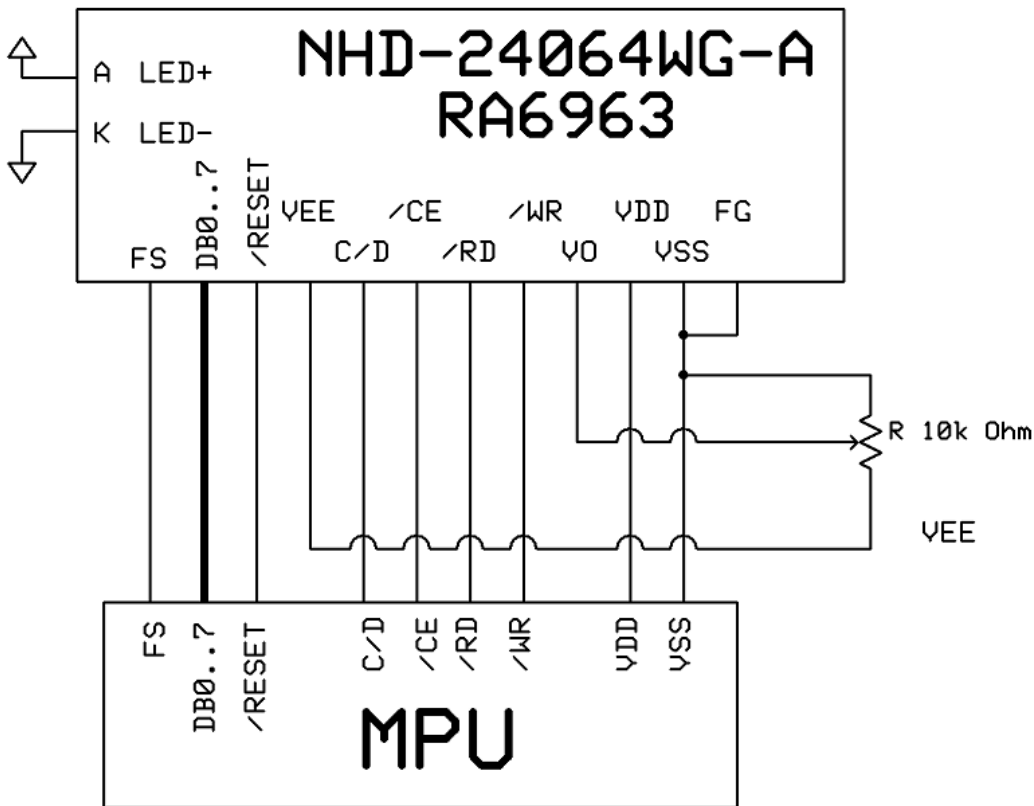 NHD-24064WG-A
RA6963
A LED+
K LED-
FS
DB0..7
/RESET
VEE
C/D
/CE
/RD
/WR
VO
VDD
VSS
FG
R 10k Ohm
VEE
FS
DB0..7
/RESET
C/D
/CE
/RD
/WR
VDD
VSS
MPU